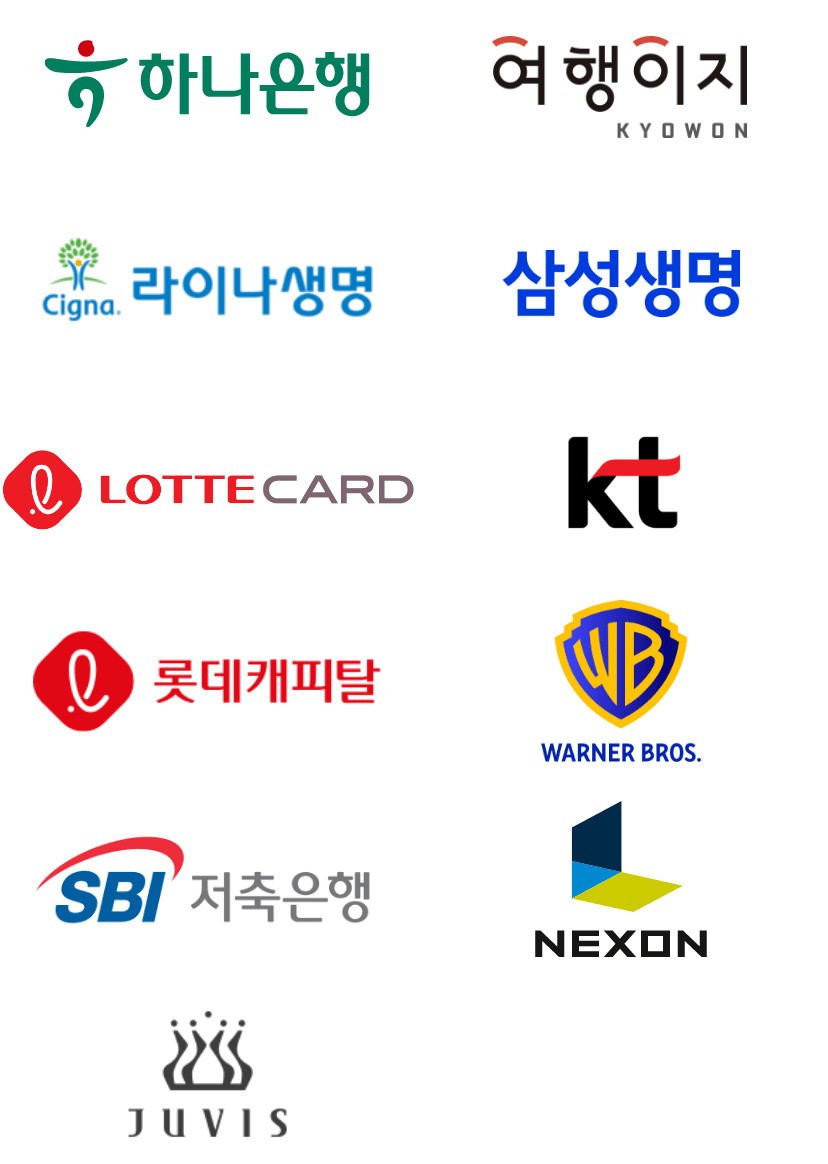 하나은행
여행이지
KYOWON
Cigna.
라이나생명
삼성생명
LOTTE CARD
kt
롯데캐피탈
WB
WARNER BROS.
SBI 저축은행
NEXON
JUVIS